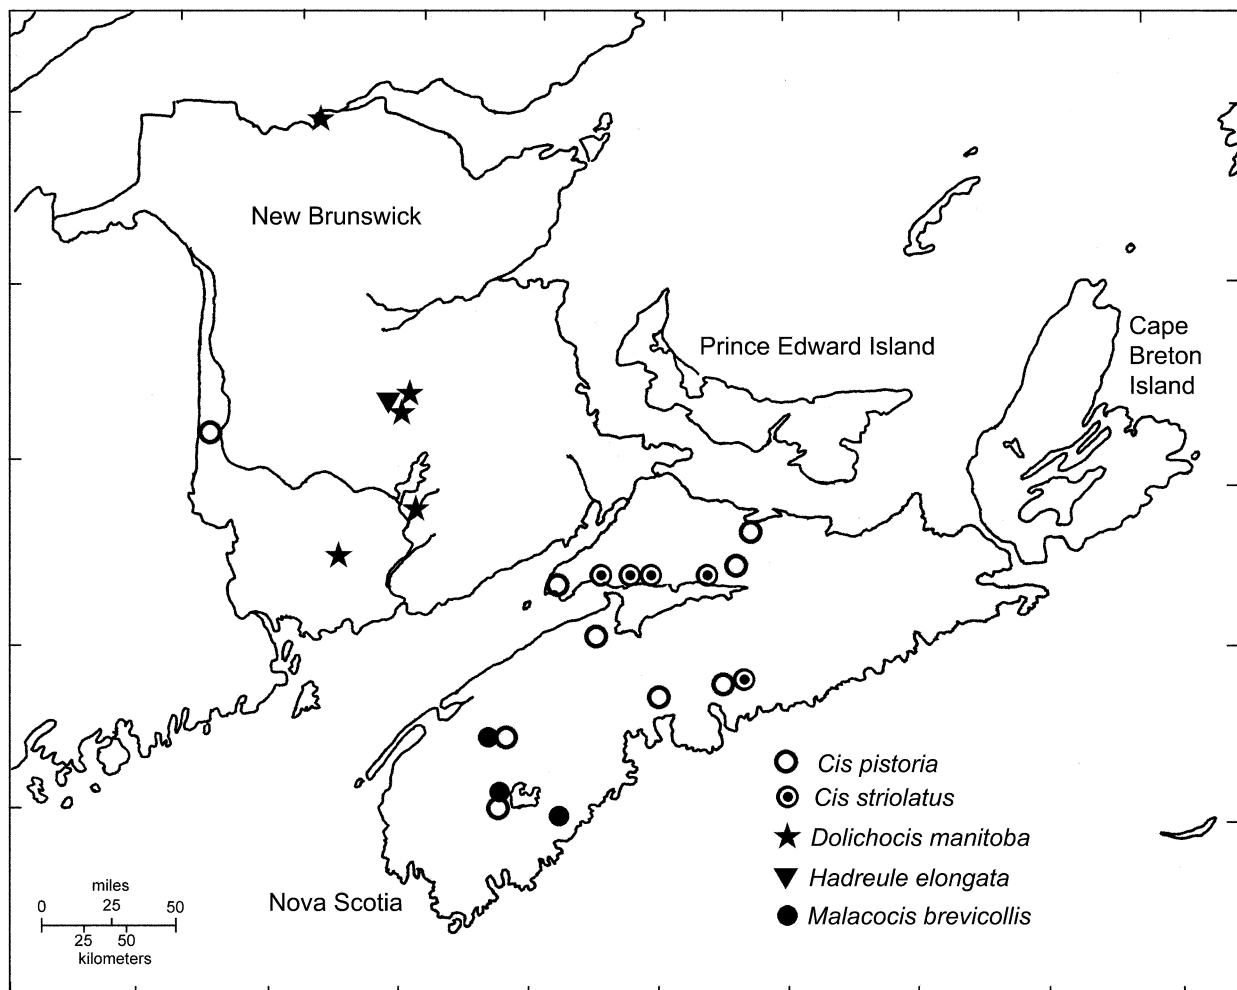 New Brunswick
Prince Edward Island
Cape
Breton
Island
Cis pistoria
Cis striolatus
Dolichocis manitoba
Hadreule elongata
Malacocis brevicollis
Nova Scotia
miles
0 25 50
25 50
kilometers